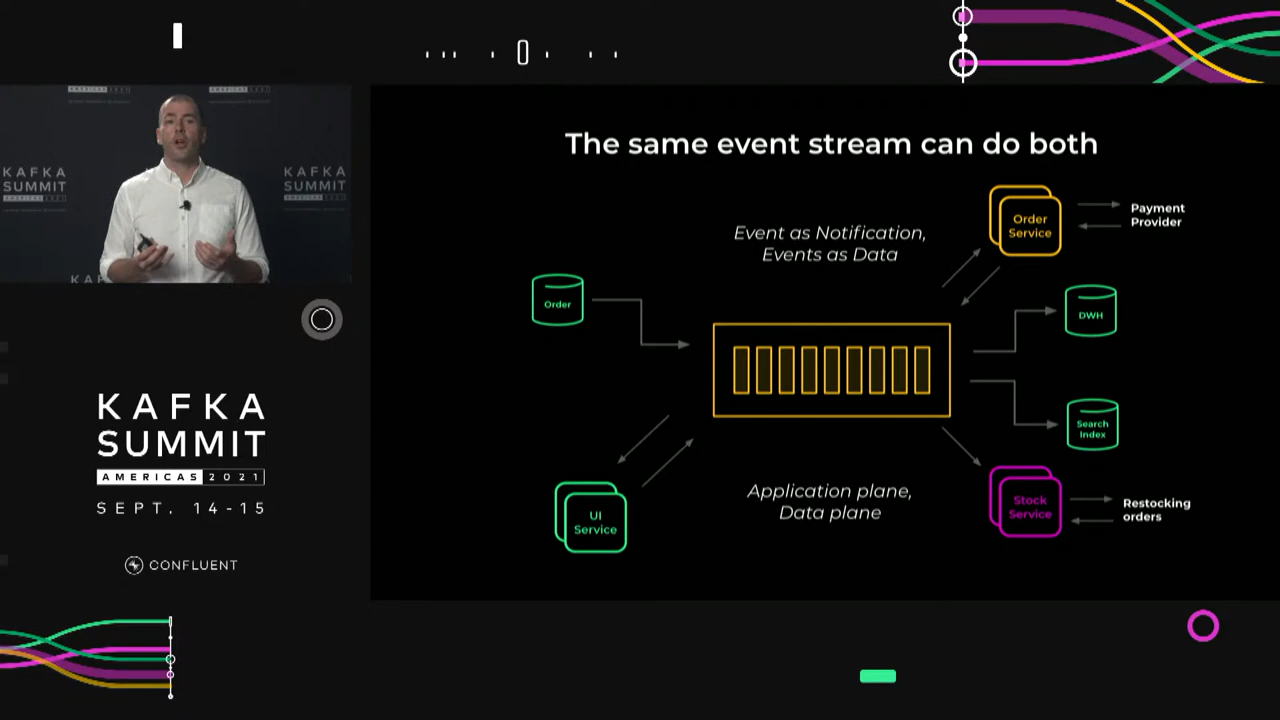 KAFKA
SUMMIT
KAFKA
SUMMIT
The same event stream can do both
Event as Notification,
Events as Data
Order
Service
Payment
Provider
Order
DWH
Search
Index
UI
Service
Application plane,
Data plane
Stock
Service
Restocking
orders
KAFKA
SUMMIT
AMERICAS 2021
SEPT. 14-15
CONFLUENT